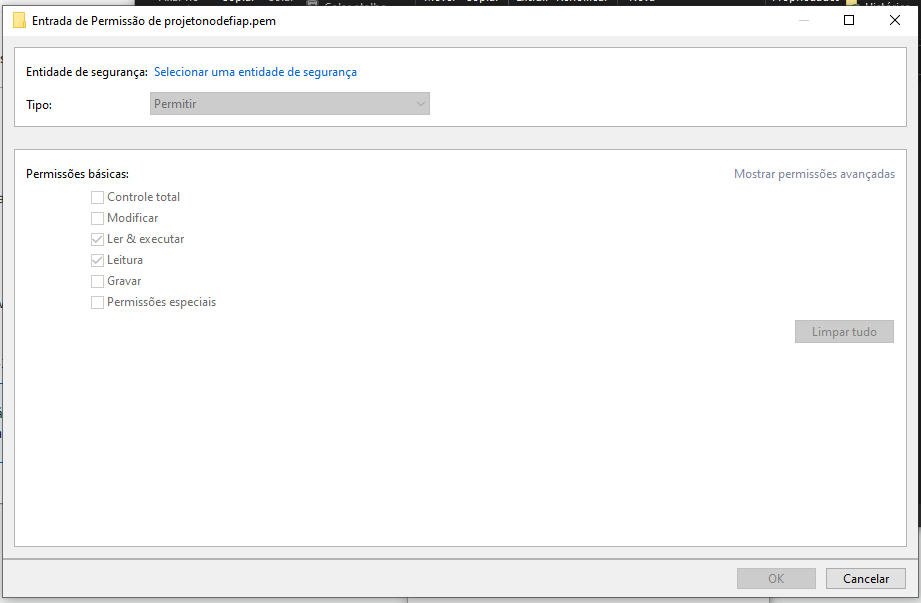 Entrada de Permissão de projetonodefiap.pem
Entidade de segurança: Selecionar uma entidade de segurança
Tipo: Permitir
Permissões básicas: Mostrar permissões avançadas
Controle total
Modificar
Ler & executar
Leitura
Gravar
Permissões especiais
Limpar tudo
OK Cancelar